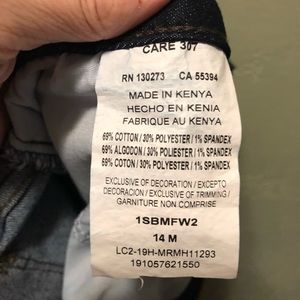 CARE 307
RN 130273 CA 55394
MADE IN KENYA
HECHO EN KENIA
FABRIQUE AU KENYA
69% COTTON / 30% POLYESTER / 1% SPANDEX
69% ALGODON / 30% POLIESTER / 1% SPANDEX
69% COTON / 30% POLYESTER / 1% SPANDEX
EXCLUSIVE OF DECORATION / EXCEPTO
DECORACION / EXCLUSIVE OF TRIMMING /
GARNITURE NON COMPRISE
1SBMFW2
14 M
LC2-19H-MRMH11293
191057621550